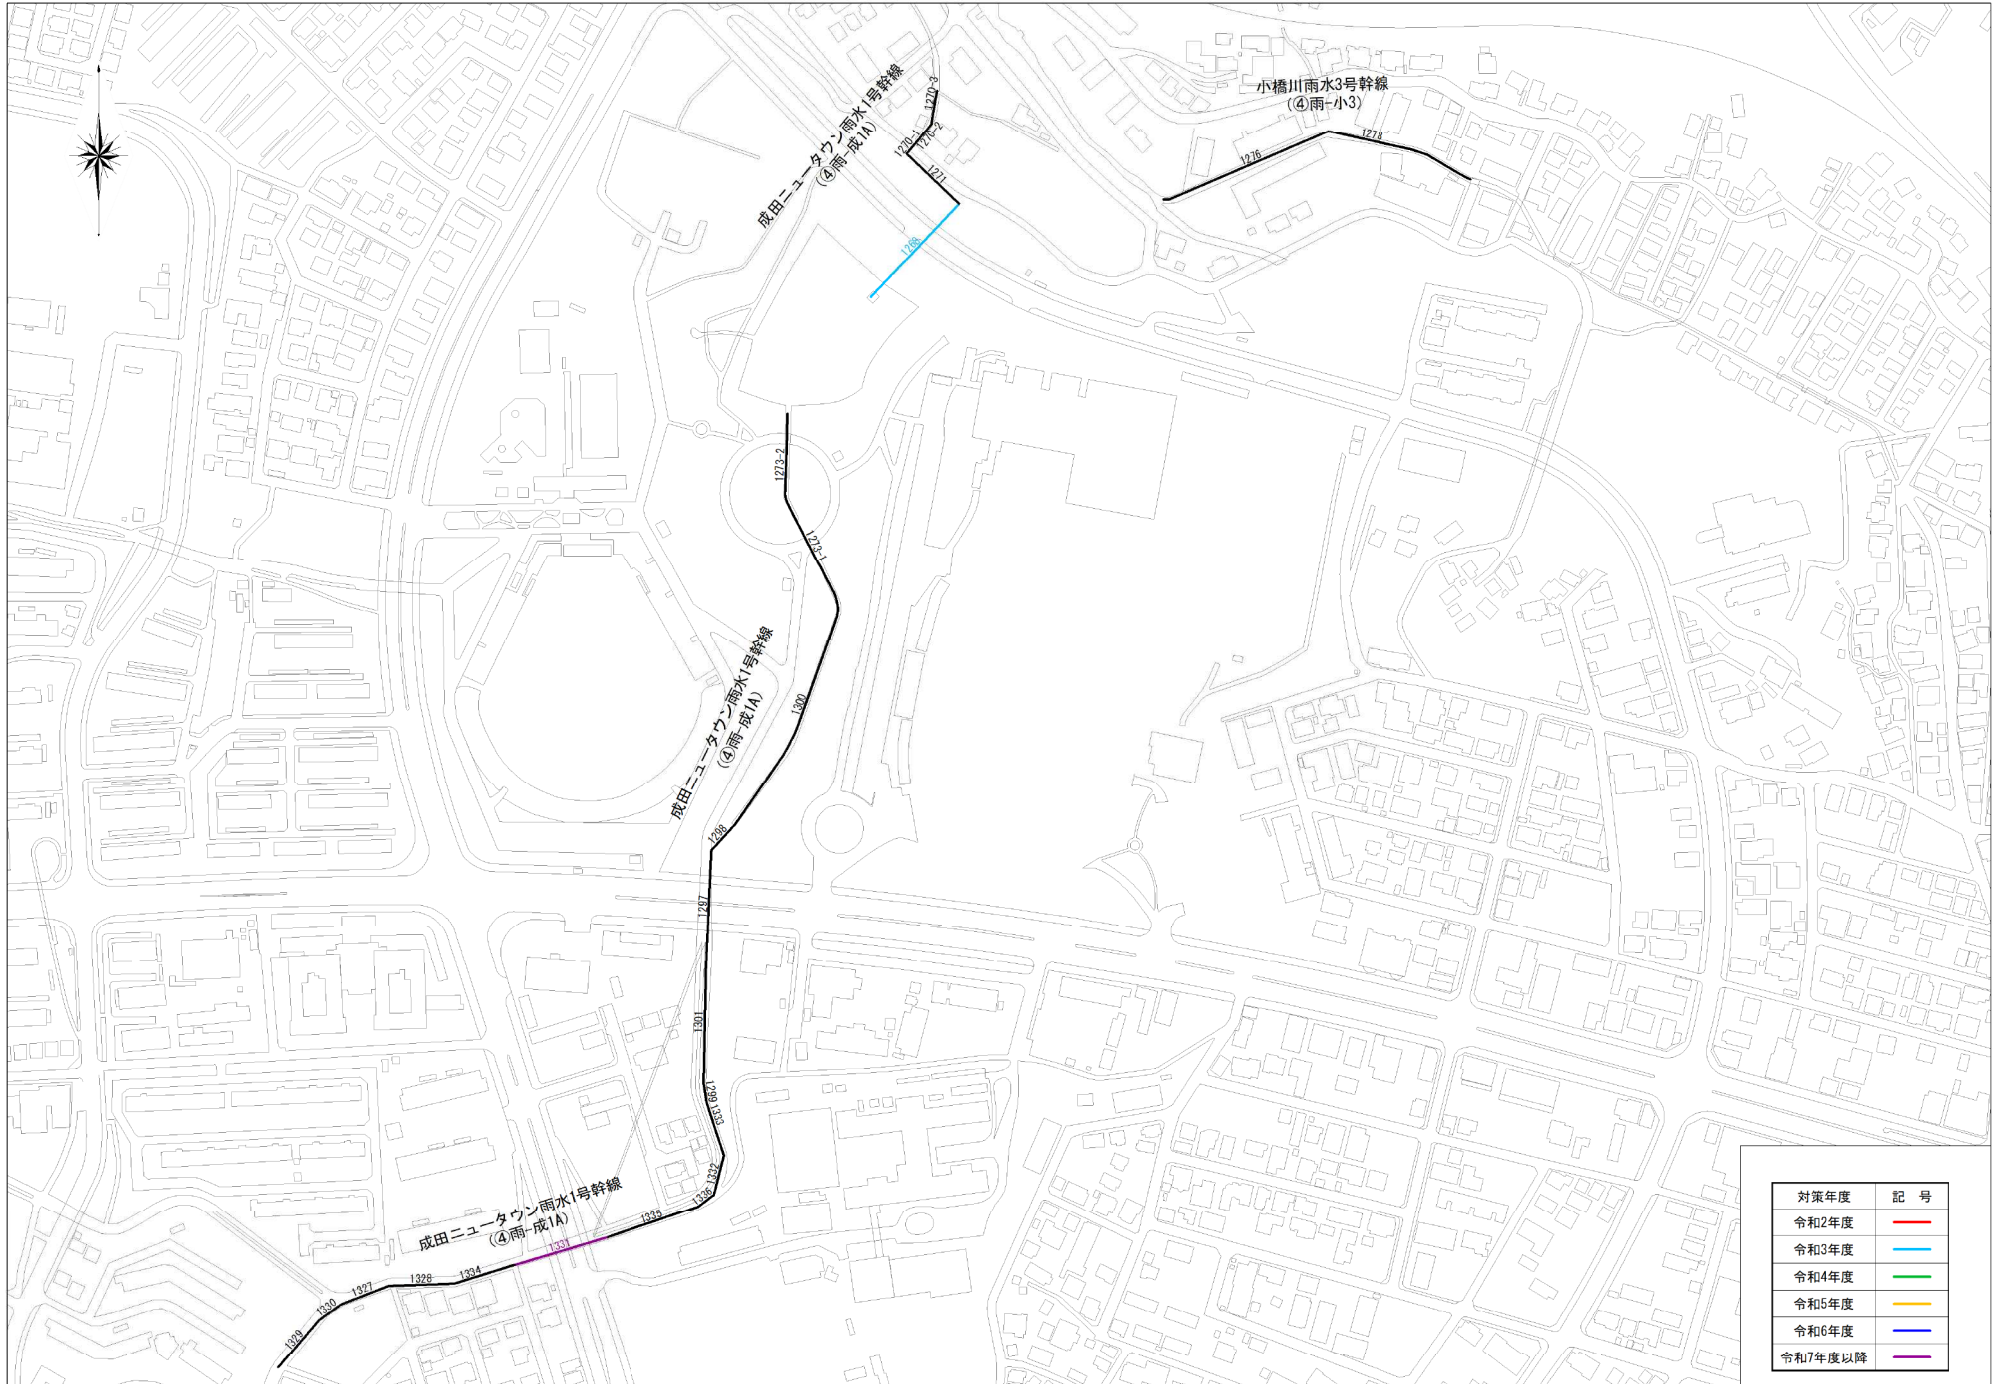 成田ニュータウン雨水1号幹線
(④雨-成1A)
1270-3
1270-1
1270-2
1271
1268
小橋川雨水3号幹線
(④雨-小3)
1276
1278
1273-2
1273-1
成田ニュータウン雨水1号幹線
(④雨-成1A)
1300
1298
1297
1301
1299
1333
1332
1336
1335
成田ニュータウン雨水1号幹線
(④雨-成1A)
1331
1334
1328
1327
1330
1329
対策年度 記 号
令和2年度
令和3年度
令和4年度
令和5年度
令和6年度
令和7年度以降